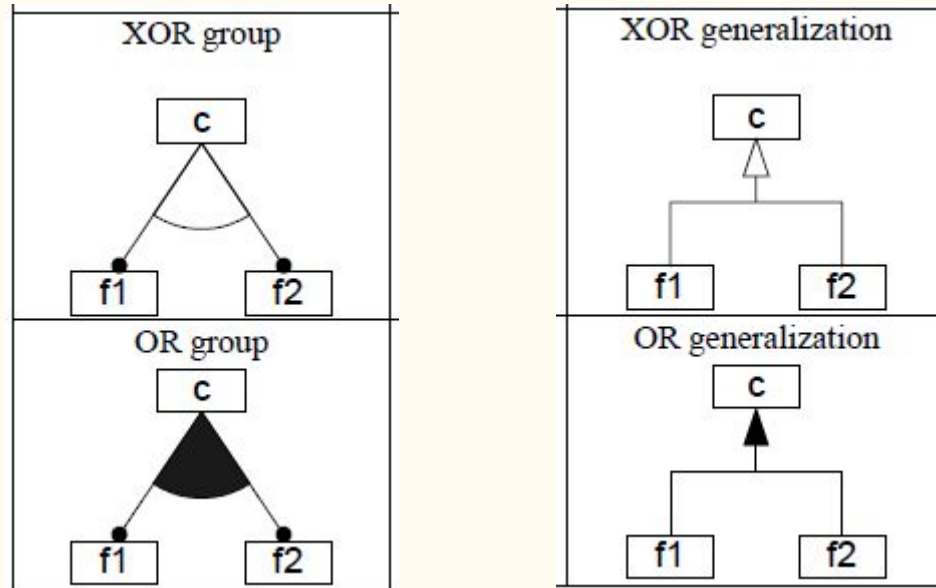 XOR group
c
f1
f2
OR group
c
f1
f2
XOR generalization
c
f1
f2
OR generalization
c
f1
f2